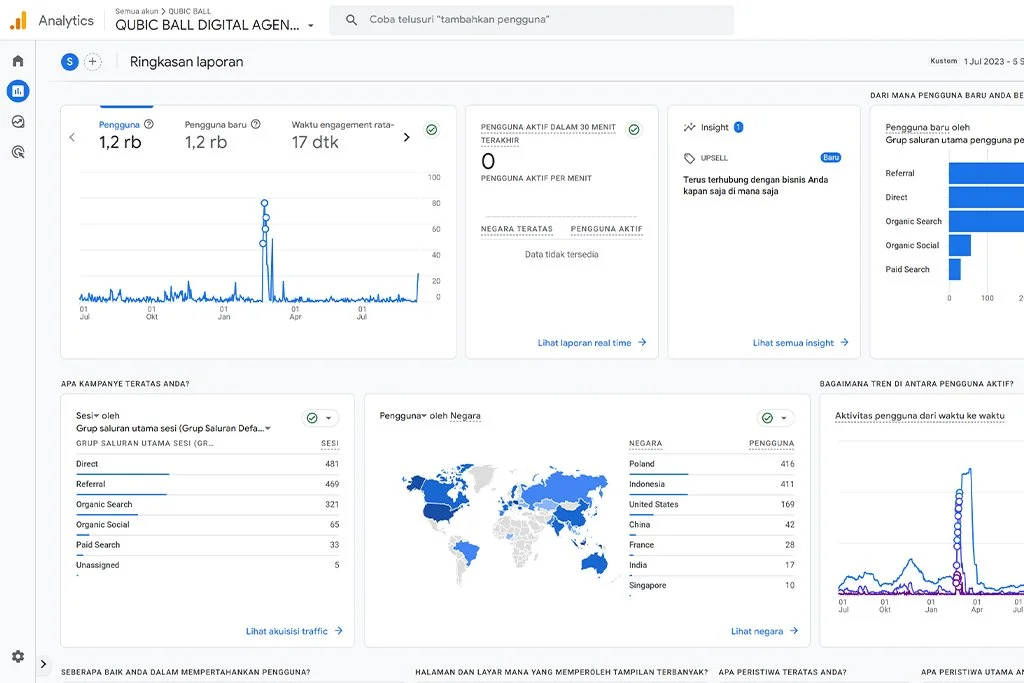 Analytics
Semua akun > QUBIC BALL
QUBIC BALL DIGITAL AGEN...
Coba telusuri "tambahkan pengguna"
S
Ringkasan laporan
Kustom 1 Jul 2023 - 5 S
Pengguna
1,2 rb
Pengguna baru
1,2 rb
Waktu engagement rata-
17 dtk
100
80
60
40
20
0
01 Jul
01 Okt
01 Jan
01 Apr
01 Jul
PENGGUNA AKTIF DALAM 30 MENIT
TERAKHIR
0
PENGGUNA AKTIF PER MENIT
NEGARA TERATAS PENGGUNA AKTIF
Data tidak tersedia
Lihat laporan real time
Insight 1
UPSELL Baru
Terus terhubung dengan bisnis Anda
kapan saja di mana saja
Lihat semua insight
DARI MANA PENGGUNA BARU ANDA BE
Pengguna baru oleh
Grup saluran utama pengguna pe
Referral
Direct
Organic Search
Organic Social
Paid Search
0 100 2
APA KAMPANYE TERATAS ANDA?
Sesi oleh
Grup saluran utama sesi (Grup Saluran Defa...
GRUP SALURAN UTAMA SESI (GR... SESI
Direct 481
Referral 469
Organic Search 321
Organic Social 65
Paid Search 33
Unassigned 5
Lihat akuisisi traffic
Pengguna oleh Negara
NEGARA PENGGUNA
Poland 416
Indonesia 411
United States 169
China 42
France 28
India 17
Singapore 10
Lihat negara
BAGAIMANA TREN DI ANTARA PENGGUNA AKTIF?
Aktivitas pengguna dari waktu ke waktu
01 Jul
01 Okt
01 Jan
01 Apr
01 Jul
SEBERAPA BAIK ANDA DALAM MEMPERTAHANKAN PENGGUNA?
HALAMAN DAN LAYAR MANA YANG MEMPEROLEH TAMPILAN TERBANYAK?
APA PERISTIWA TERATAS ANDA?
APA PERISTIWA UTAMA AN